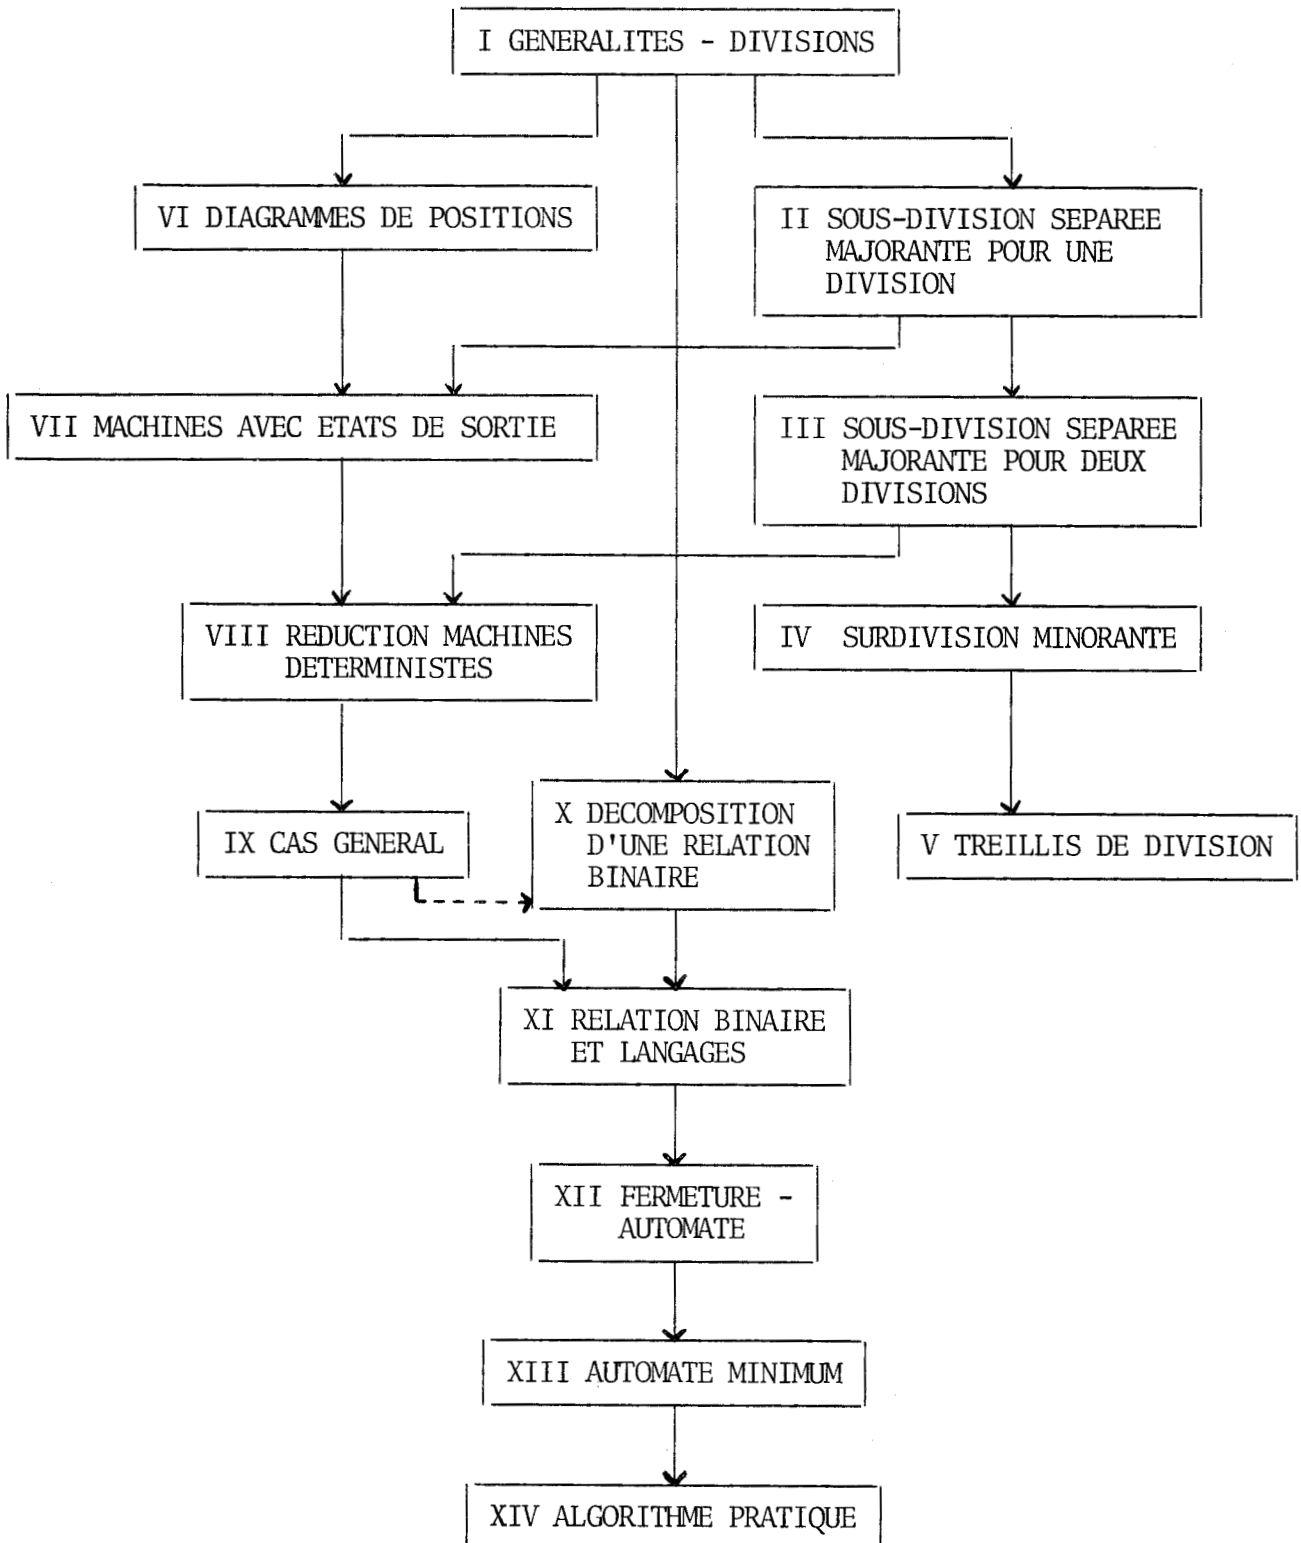 I GENERALITES - DIVISIONS
VI DIAGRAMMES DE POSITIONS
II SOUS-DIVISION SEPAREE
MAJORANTE POUR UNE
DIVISION
VII MACHINES AVEC ETATS DE SORTIE
III SOUS-DIVISION SEPAREE
MAJORANTE POUR DEUX
DIVISIONS
VIII REDUCTION MACHINES
DETERMINISTES
IV SURDIVISION MINORANTE
IX CAS GENERAL
X DECOMPOSITION
D'UNE RELATION
BINAIRE
V TREILLIS DE DIVISION
XI RELATION BINAIRE
ET LANGAGES
XII FERMETURE -
AUTOMATE
XIII AUTOMATE MINIMUM
XIV ALGORITHME PRATIQUE